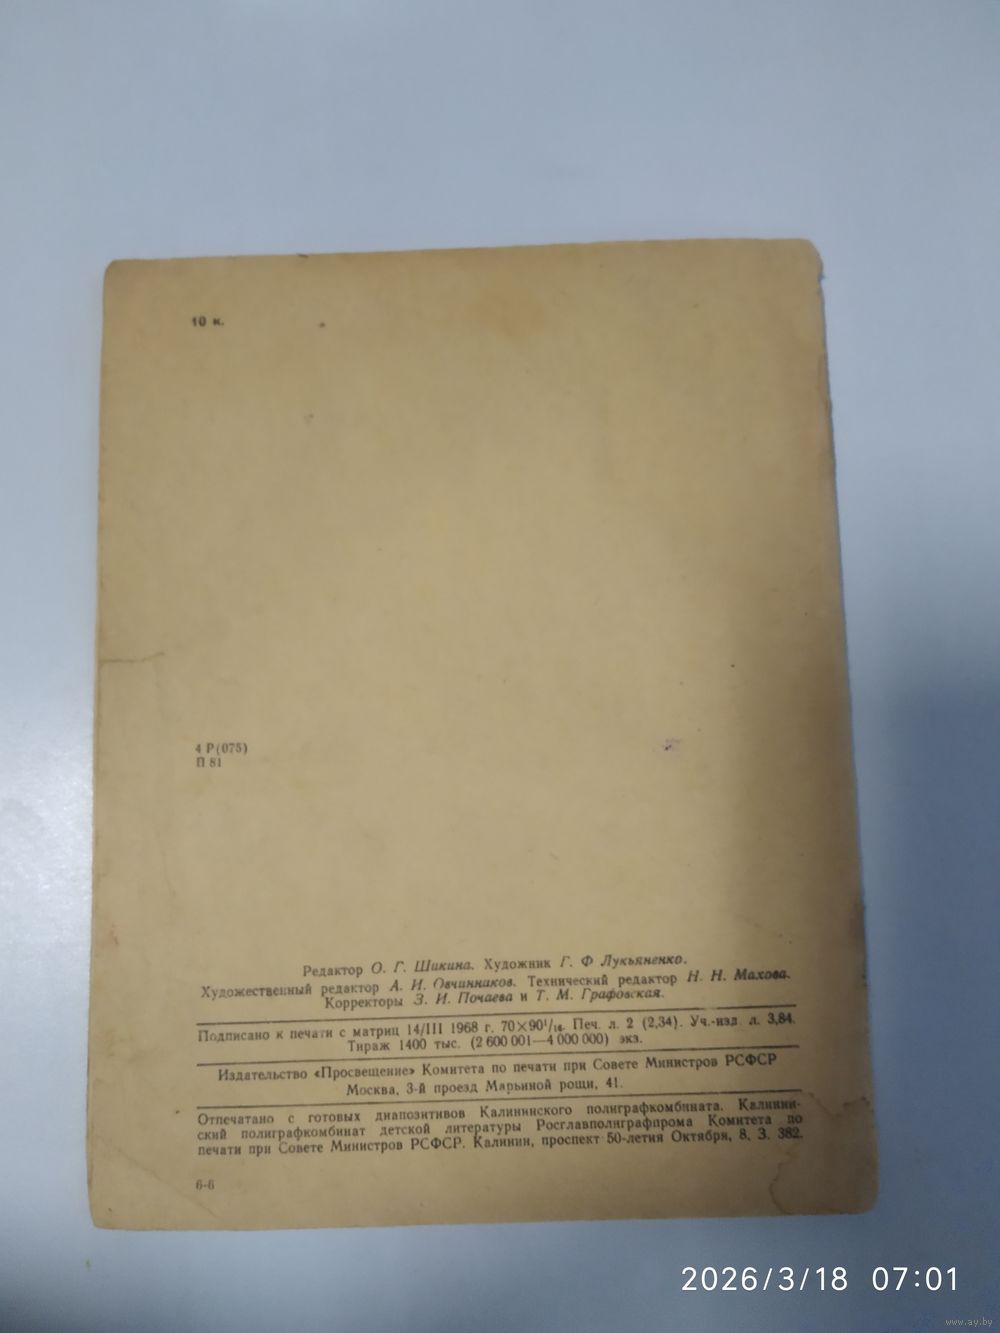 10 к.
4 Р(075)
П 81
Редактор О. Г. Шикина. Художник Г. Ф Лукьяненко.
Художественный редактор А. И. Овчинников. Технический редактор Н. Н. Махова.
Корректоры З. И. Почаева и Т. М. Графовская.
Подписано к печати с матриц 14/III 1968 г. 70×90¹/₁₆. Печ. л. 2 (2,34). Уч.-изд л. 3,84.
Тираж 1400 тыс. (2 600 001—4 000 000) экз.
Издательство «Просвещение» Комитета по печати при Совете Министров РСФСР
Москва, 3-й проезд Марьиной рощи, 41.
Отпечатано с готовых диапозитивов Калининского полиграфкомбината. Калинин-
ский полиграфкомбинат детской литературы Росглавполиграфпрома Комитета по
печати при Совете Министров РСФСР. Калинин, проспект 50-летия Октября, 8. З. 382.
6-6
2026/3/18 07:01
www.ay.by